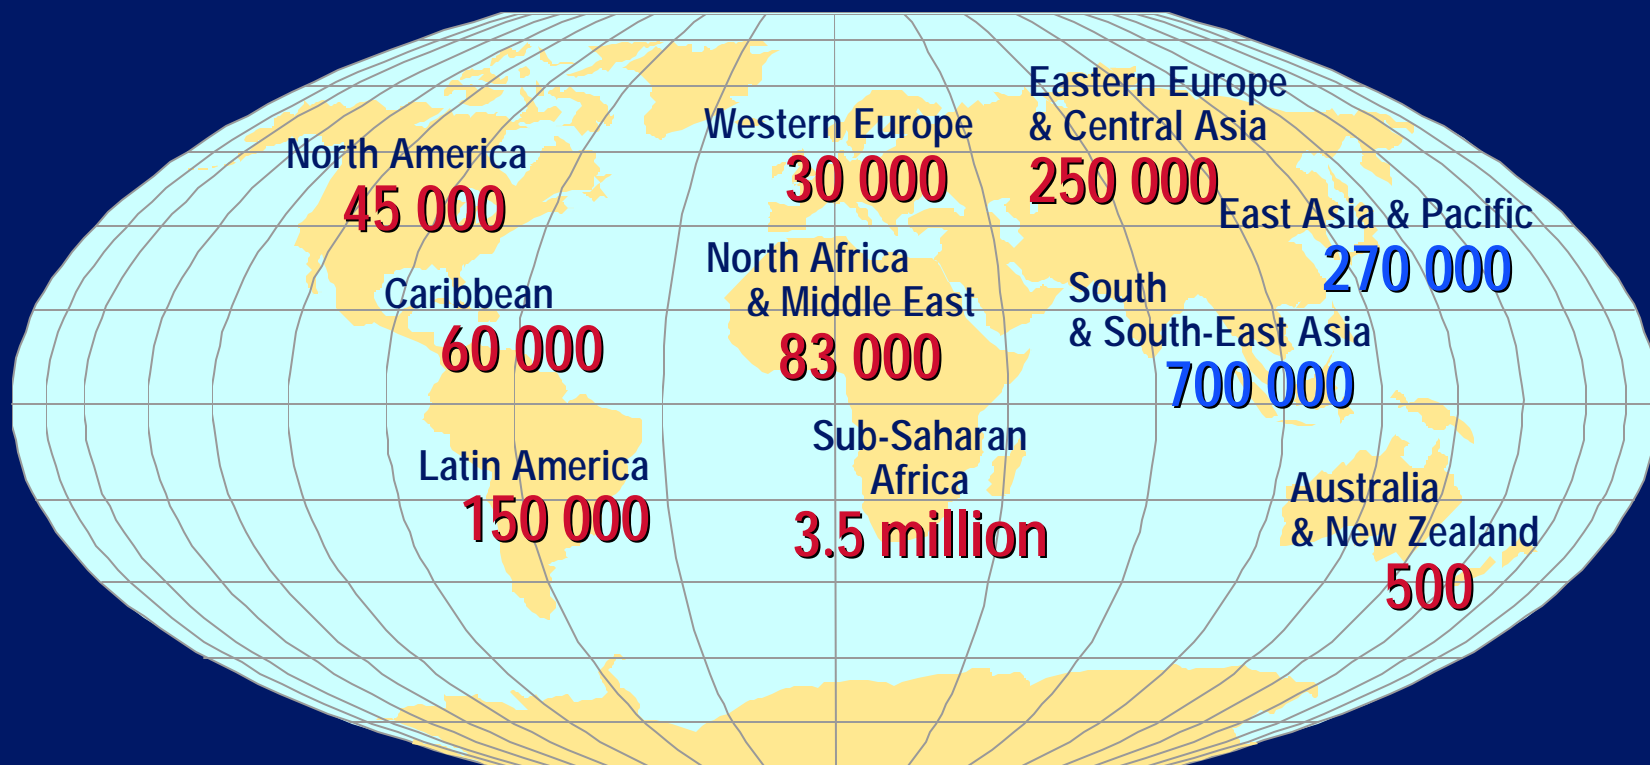 North America
45 000
Western Europe
30 000
Eastern Europe
& Central Asia
250 000
East Asia & Pacific
270 000
Caribbean
60 000
North Africa
& Middle East
83 000
South
& South-East Asia
700 000
Latin America
150 000
Sub-Saharan
Africa
3.5 million
Australia
& New Zealand
500